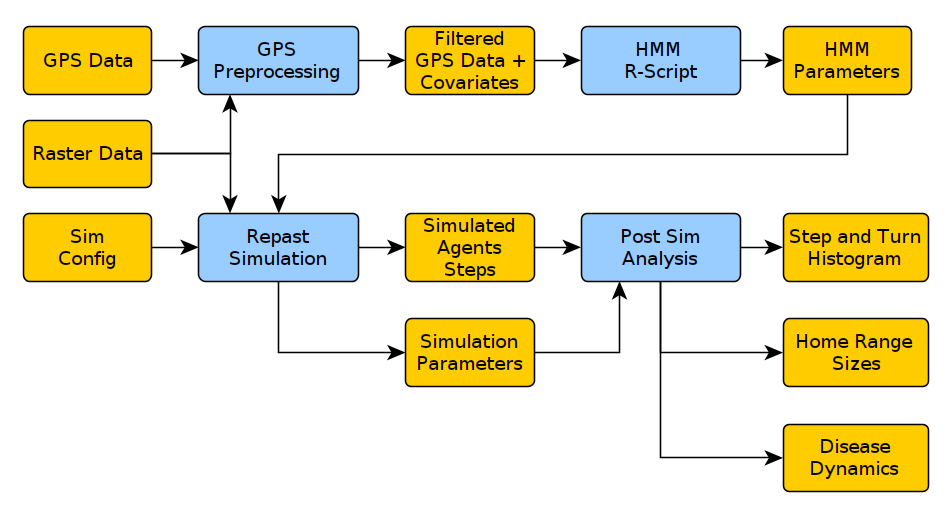 GPS Data
GPS
Preprocessing
Filtered
GPS Data +
Covariates
HMM
R-Script
HMM
Parameters
Raster Data
Sim
Config
Repast
Simulation
Simulated
Agents
Steps
Post Sim
Analysis
Step and Turn
Histogram
Simulation
Parameters
Home Range
Sizes
Disease
Dynamics